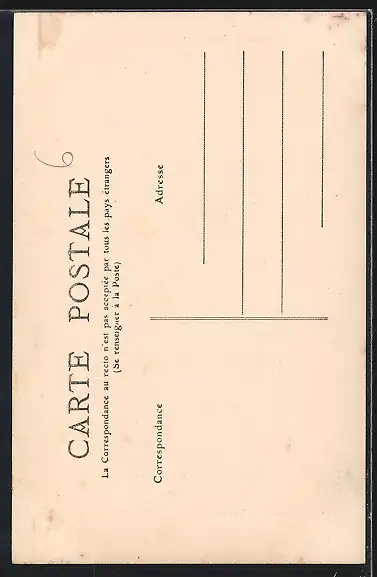 6
CARTE POSTALE
La Correspondance au recto n'est pas acceptée par tous les pays étrangers
(Se renseigner à la Poste)
Correspondance
Adresse